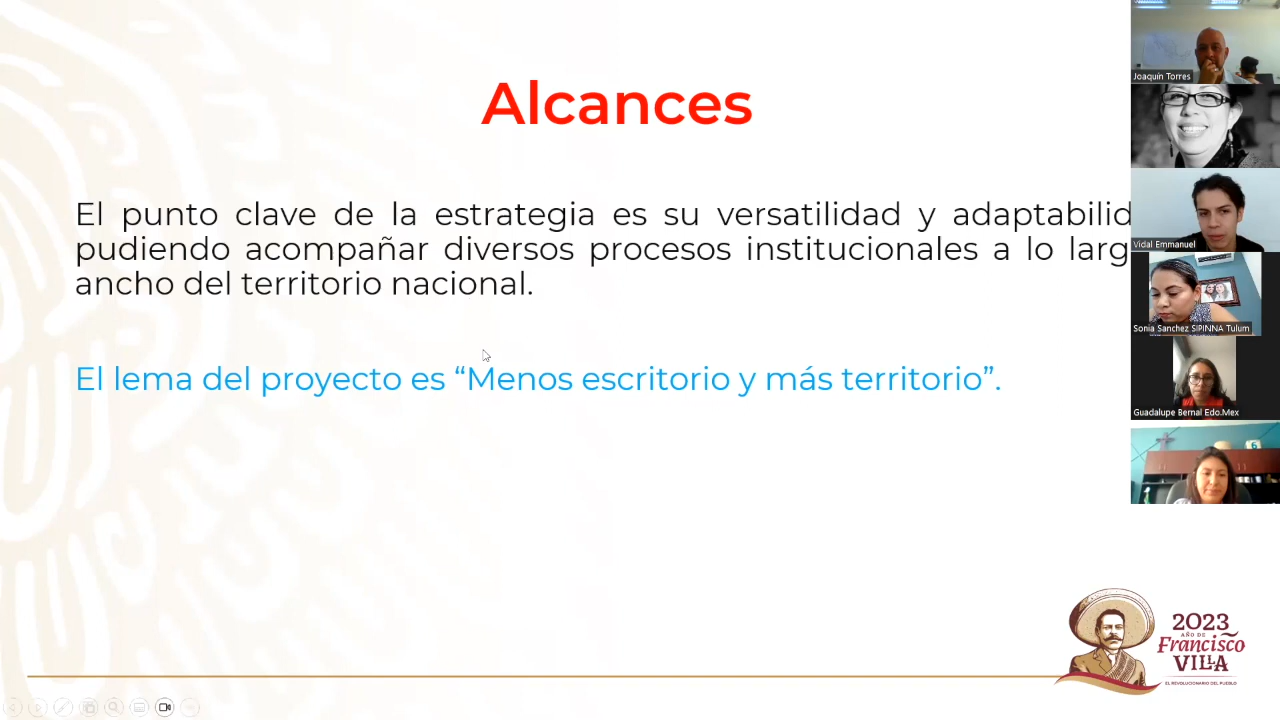 Alcances
El punto clave de la estrategia es su versatilidad y adaptabilid
pudiendo acompañar diversos procesos institucionales a lo larg
ancho del territorio nacional.
El lema del proyecto es “Menos escritorio y más territorio”.
Joaquín Torres
Vidal Emmanuel
Sonia Sanchez SIPINNA Tulum
Guadalupe Bernal Edo.Mex
2023
AÑO DE
Francisco
VILLA
EL REVOLUCIONARIO DEL PUEBLO